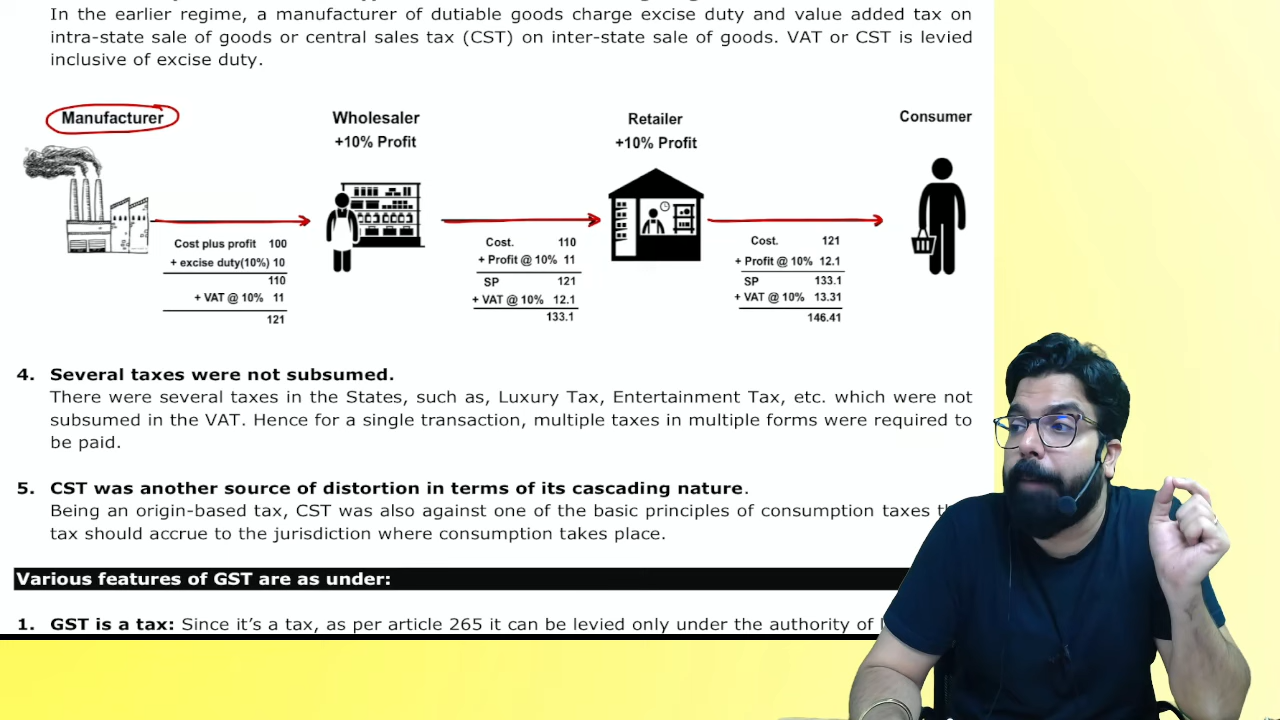 In the earlier regime, a manufacturer of dutiable goods charge excise duty and value added tax on
intra-state sale of goods or central sales tax (CST) on inter-state sale of goods. VAT or CST is levied
inclusive of excise duty.
Manufacturer
Wholesaler
+10% Profit
Retailer
+10% Profit
Consumer
Cost plus profit 100
+ excise duty(10%) 10
110
+ VAT @ 10% 11
121
Cost. 110
+ Profit @ 10% 11
SP 121
+ VAT @ 10% 12.1
133.1
Cost. 121
+ Profit @ 10% 12.1
SP 133.1
+ VAT @ 10% 13.31
146.41
4. Several taxes were not subsumed.
There were several taxes in the States, such as, Luxury Tax, Entertainment Tax, etc. which were not
subsumed in the VAT. Hence for a single transaction, multiple taxes in multiple forms were required to
be paid.
5. CST was another source of distortion in terms of its cascading nature.
Being an origin-based tax, CST was also against one of the basic principles of consumption taxes
tax should accrue to the jurisdiction where consumption takes place.
Various features of GST are as under:
1. GST is a tax: Since it's a tax, as per article 265 it can be levied only under the authority of